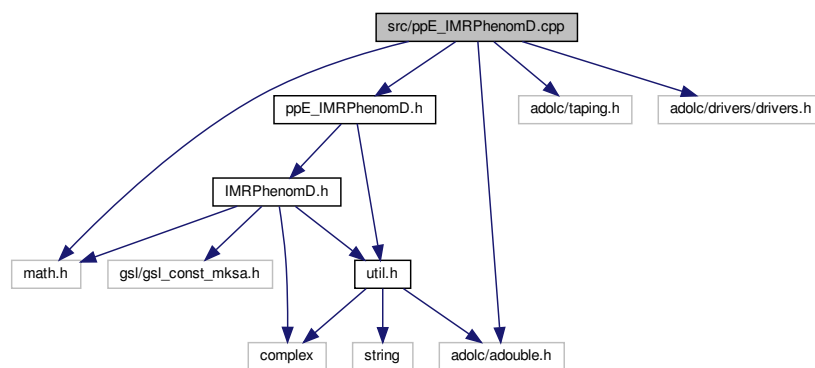 src/ppE_IMRPhenomD.cpp
ppE_IMRPhenomD.h
adolc/taping.h
adolc/drivers/drivers.h
IMRPhenomD.h
math.h
gsl/gsl_const_mksa.h
util.h
complex
string
adolc/adouble.h